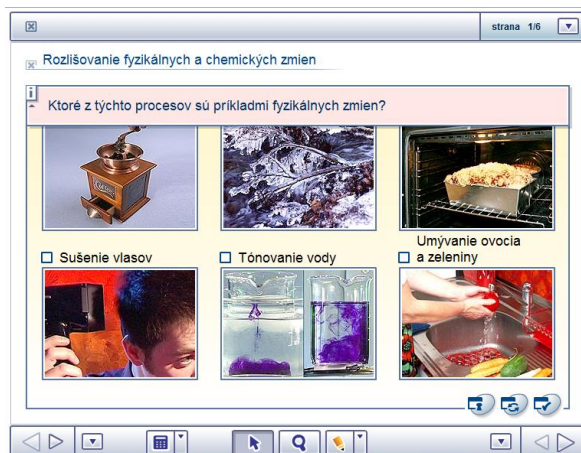 strana 1/6
Rozlišovanie fyzikálnych a chemických zmien
Ktoré z týchto procesov sú príkladmi fyzikálnych zmien?
Sušenie vlasov
Tónovanie vody
Umývanie ovocia
a zeleniny